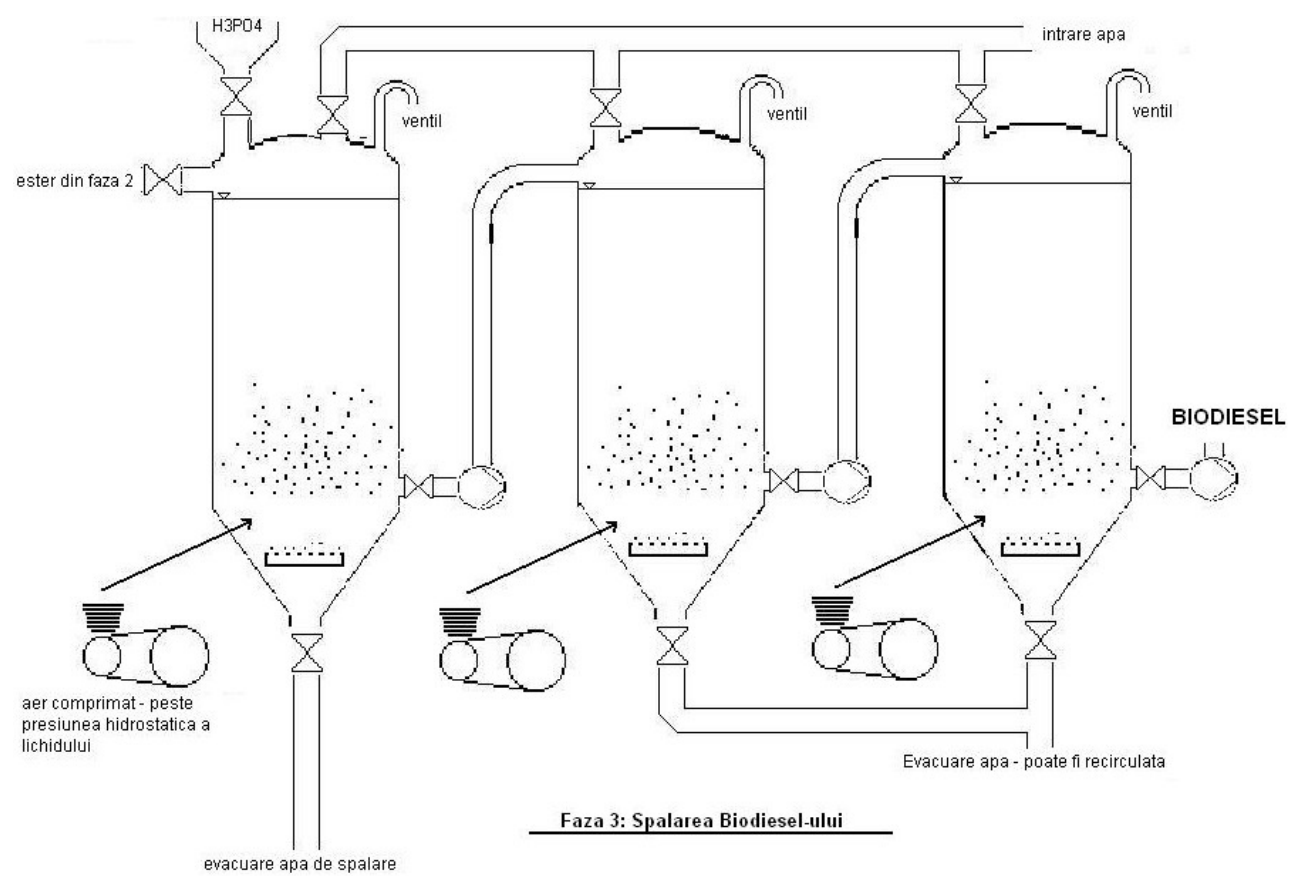 H3PO4
intrare apa
ventil
ventil
ventil
ester din faza 2
BIODIESEL
aer comprimat - peste
presiunea hidrostatica a
lichidului
Evacuare apa - poate fi recirculata
Faza 3: Spalarea Biodiesel-ului
evacuare apa de spalare